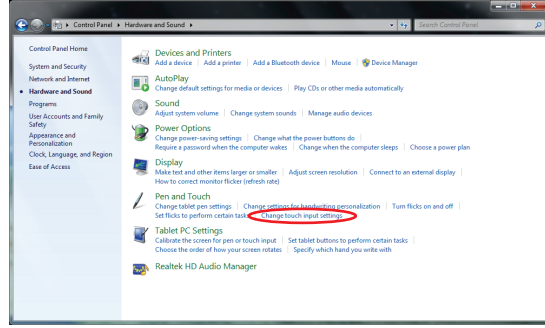 Control Panel Hardware and Sound Search Control Panel
Control Panel Home
System and Security
Network and Internet
Hardware and Sound
Programs
User Accounts and Family
Safety
Appearance and
Personalization
Clock, Language, and Region
Ease of Access
Devices and Printers
Add a device Add a printer Add a Bluetooth device Mouse Device Manager
AutoPlay
Change default settings for media or devices Play CDs or other media automatically
Sound
Adjust system volume Change system sounds Manage audio devices
Power Options
Change power-saving settings Change what the power buttons do
Require a password when the computer wakes Change when the computer sleeps Choose a power plan
Display
Make text and other items larger or smaller Adjust screen resolution Connect to an external display
How to correct monitor flicker (refresh rate)
Pen and Touch
Change tablet pen settings Change settings for handwriting personalization Turn flicks on and off
Set flicks to perform certain tasks Change touch input settings
Tablet PC Settings
Calibrate the screen for pen or touch input Set tablet buttons to perform certain tasks
Choose the order of how your screen rotates Specify which hand you write with
Realtek HD Audio Manager